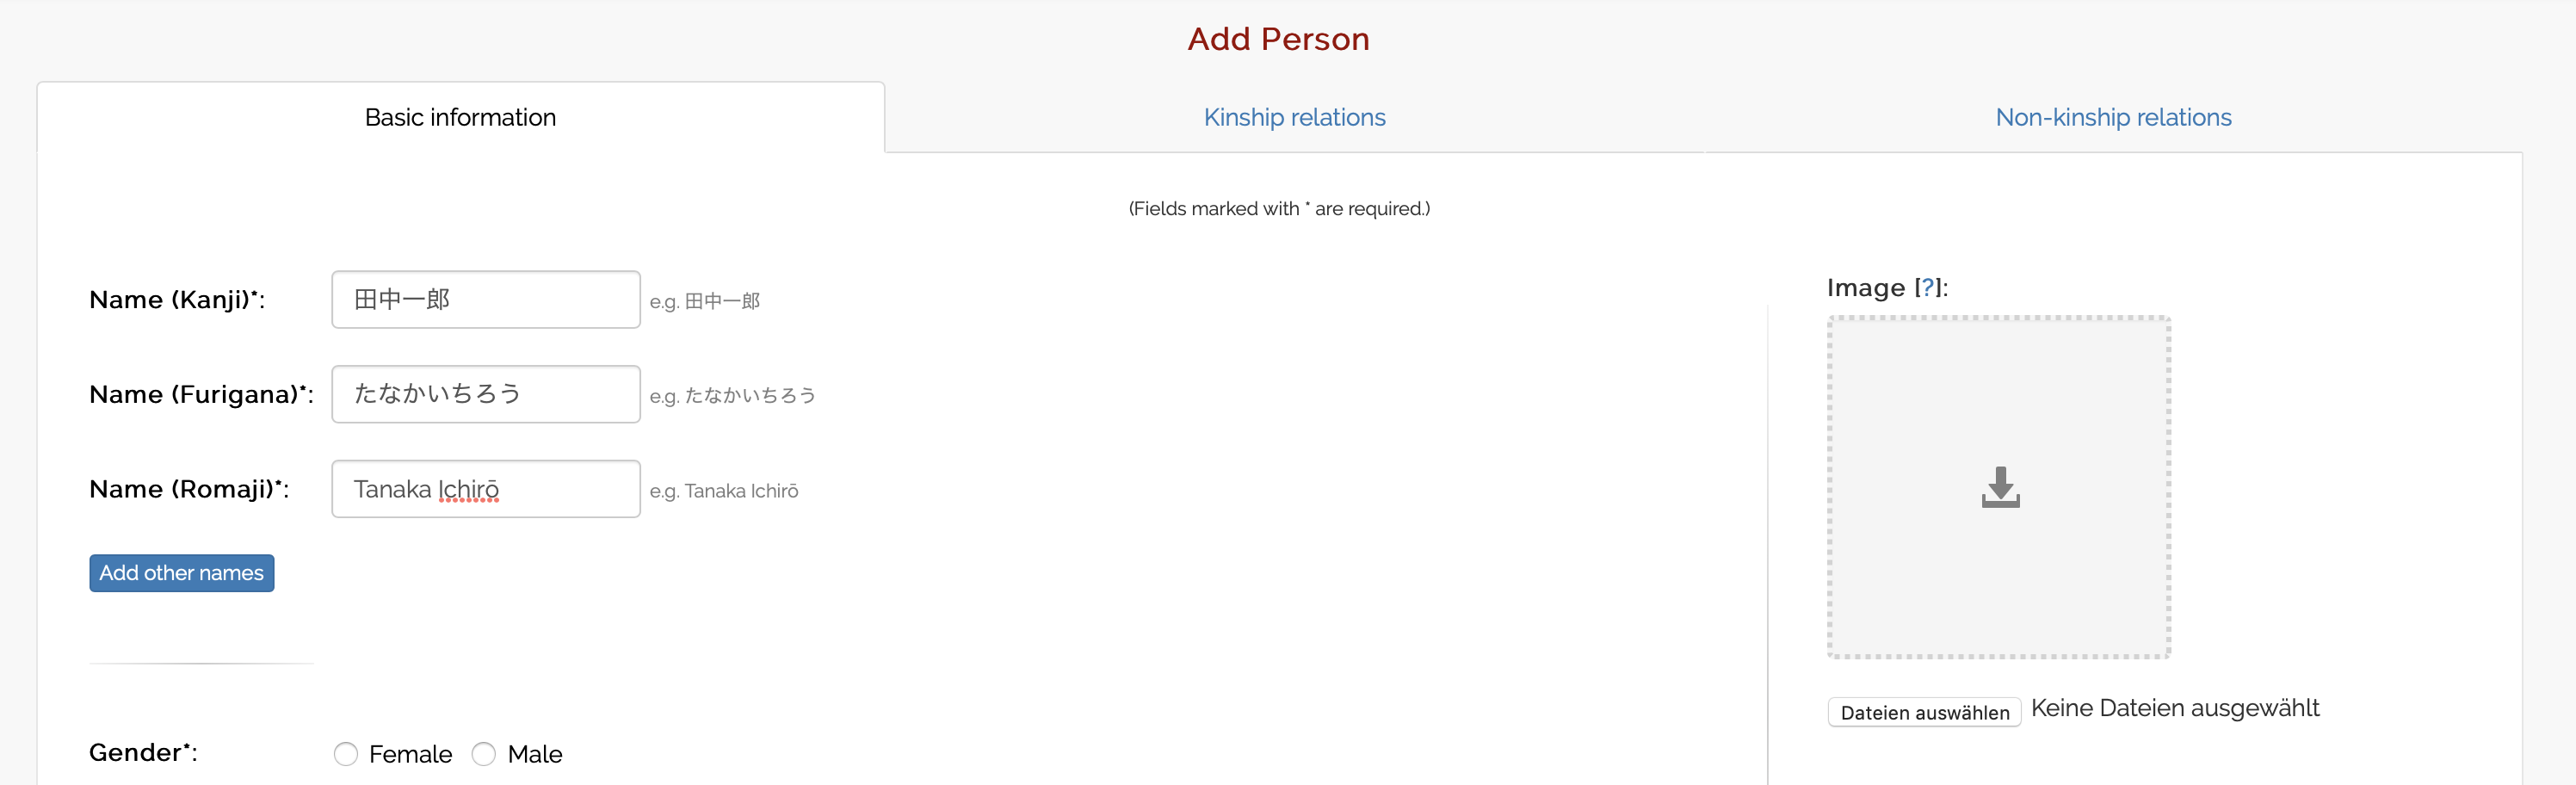 Add Person
Basic information
Kinship relations
Non-kinship relations
(Fields marked with * are required.)
Name (Kanji)*: 田中一郎 e.g. 田中一郎
Name (Furigana)*: たなかいちろう e.g. たなかいちろう
Name (Romaji)*: Tanaka Ichirō e.g. Tanaka Ichirō
Add other names
Gender*: Female Male
Image [?]:
Dateien auswählen Keine Dateien ausgewählt